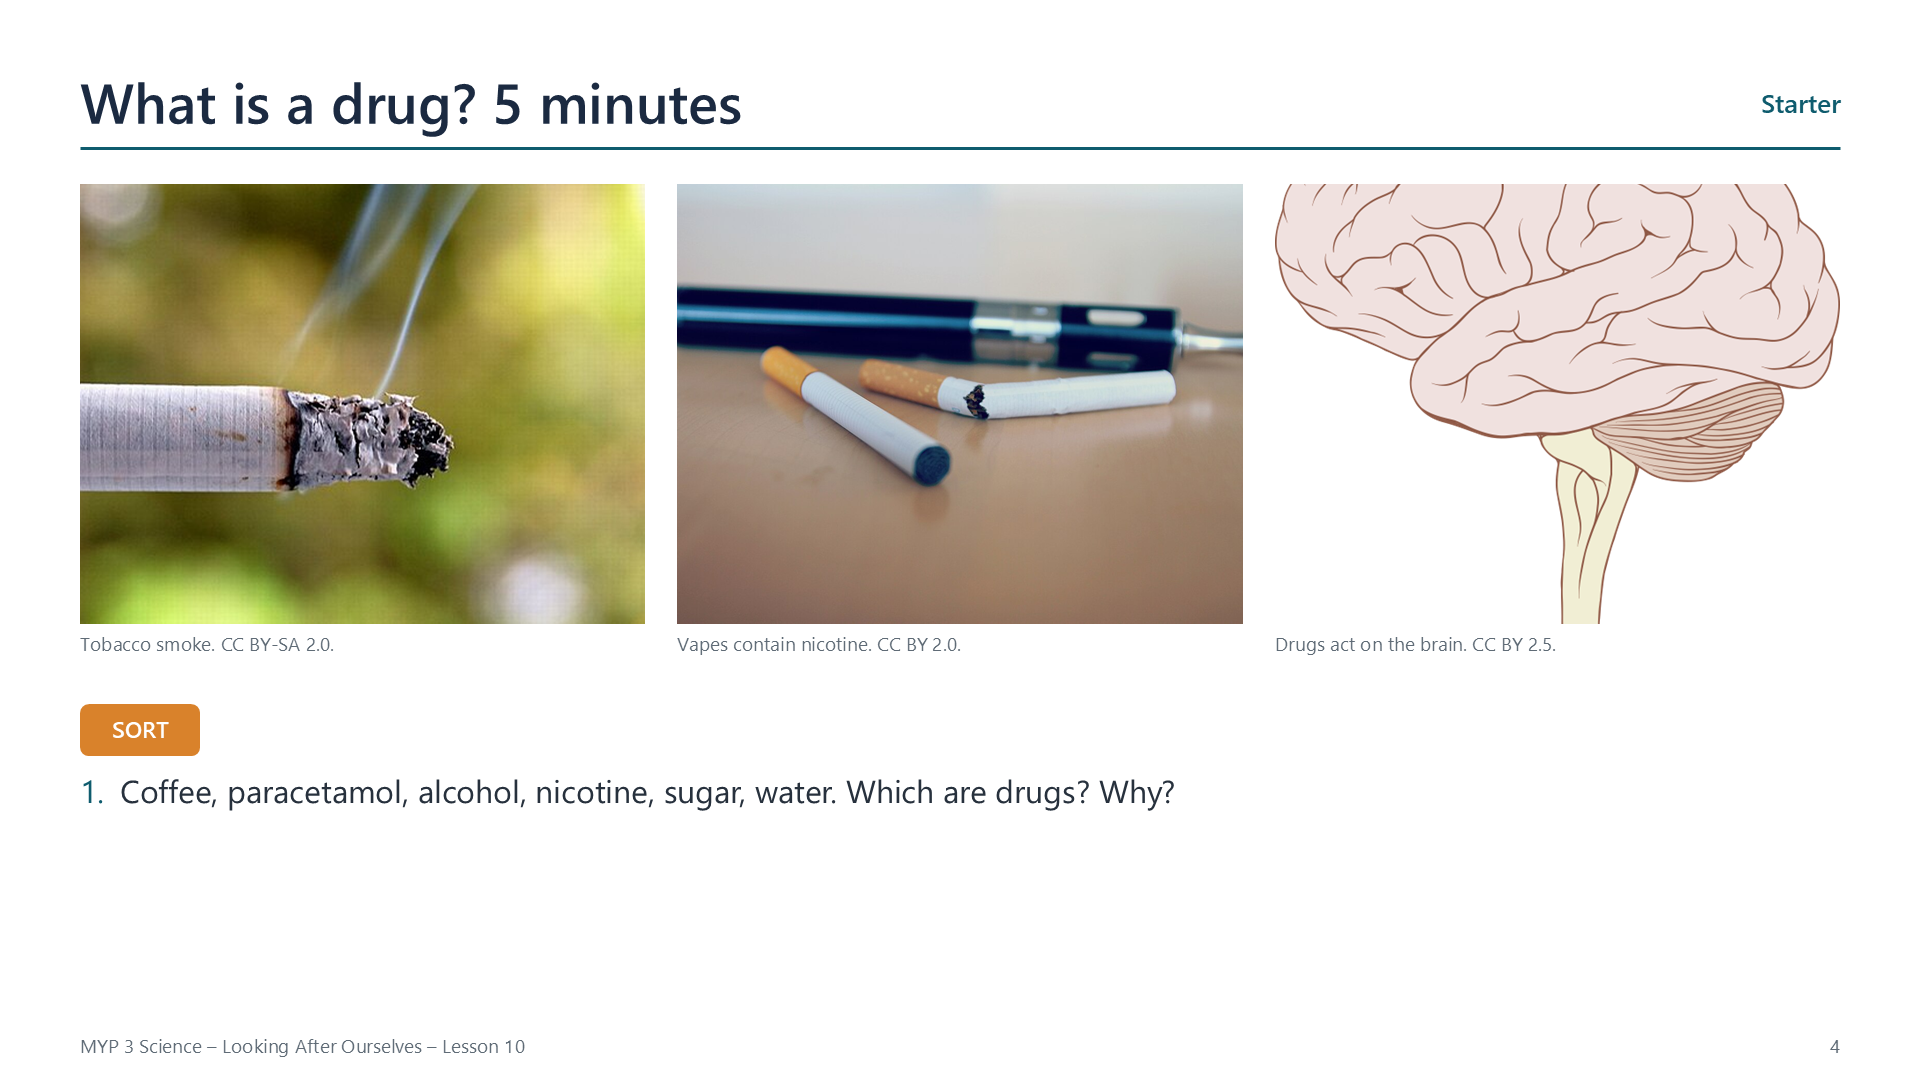 What is a drug? 5 minutes
Starter
Tobacco smoke. CC BY-SA 2.0.
Vapes contain nicotine. CC BY 2.0.
Drugs act on the brain. CC BY 2.5.
SORT
1. Coffee, paracetamol, alcohol, nicotine, sugar, water. Which are drugs? Why?
MYP 3 Science – Looking After Ourselves – Lesson 10
4